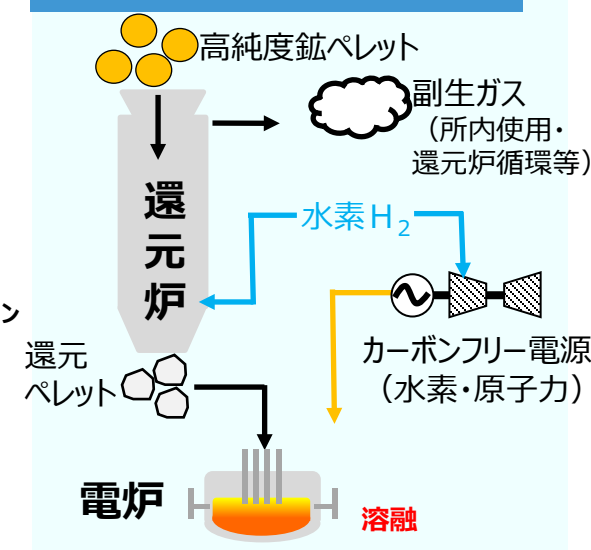 高純度鉱ペレット
副生ガス
（所内使用・
還元炉循環等）
還元炉
水素H2
ン
カーボンフリー電源
（水素・原子力）
還元
ペレット
電炉
溶融